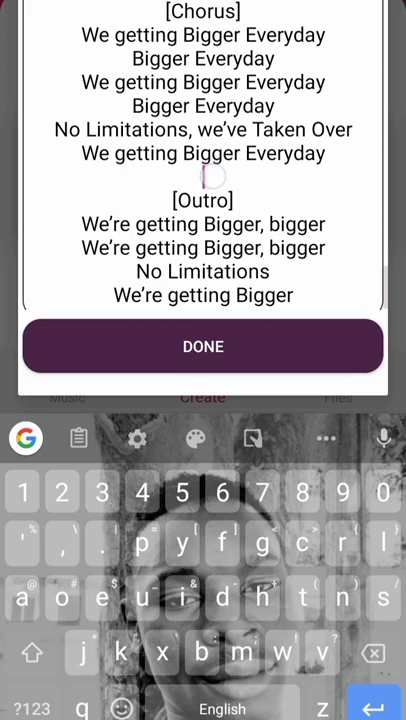 [Chorus]
We getting Bigger Everyday
Bigger Everyday
We getting Bigger Everyday
Bigger Everyday
No Limitations, we’ve Taken Over
We getting Bigger Everyday
[Outro]
We’re getting Bigger, bigger
We’re getting Bigger, bigger
No Limitations
We’re getting Bigger
DONE
Music Create Files
G
1 2 3 4 5 6 7 8 9 0
' , . p y f g c r l
a o e u i d h t n s
j k x b m w v
?123 q English z